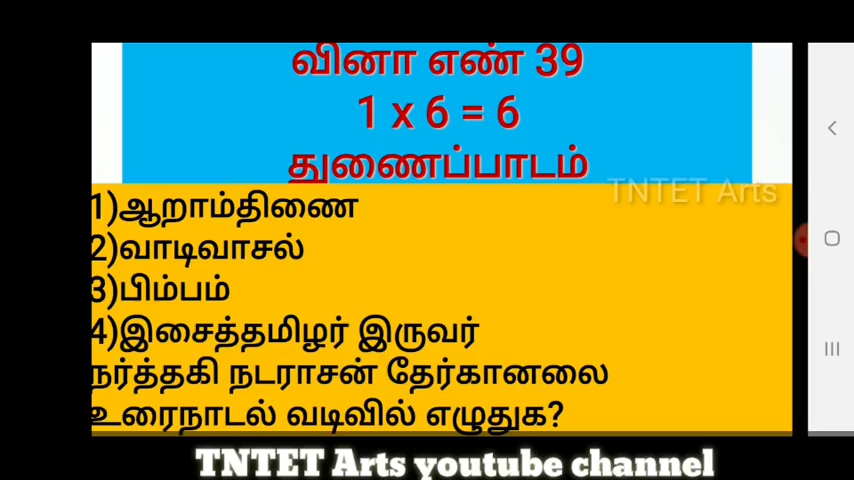 வினா எண் 39
1 x 6 = 6
துணைப்பாடம்
TNTET Arts
1)ஆறாம்திணை
2)வாடிவாசல்
3)பிம்பம்
4)இசைத்தமிழர் இருவர்
நர்த்தகி நடராசன் தேர்கானலை
உரைநாடல் வடிவில் எழுதுக?
TNTET Arts youtube channel